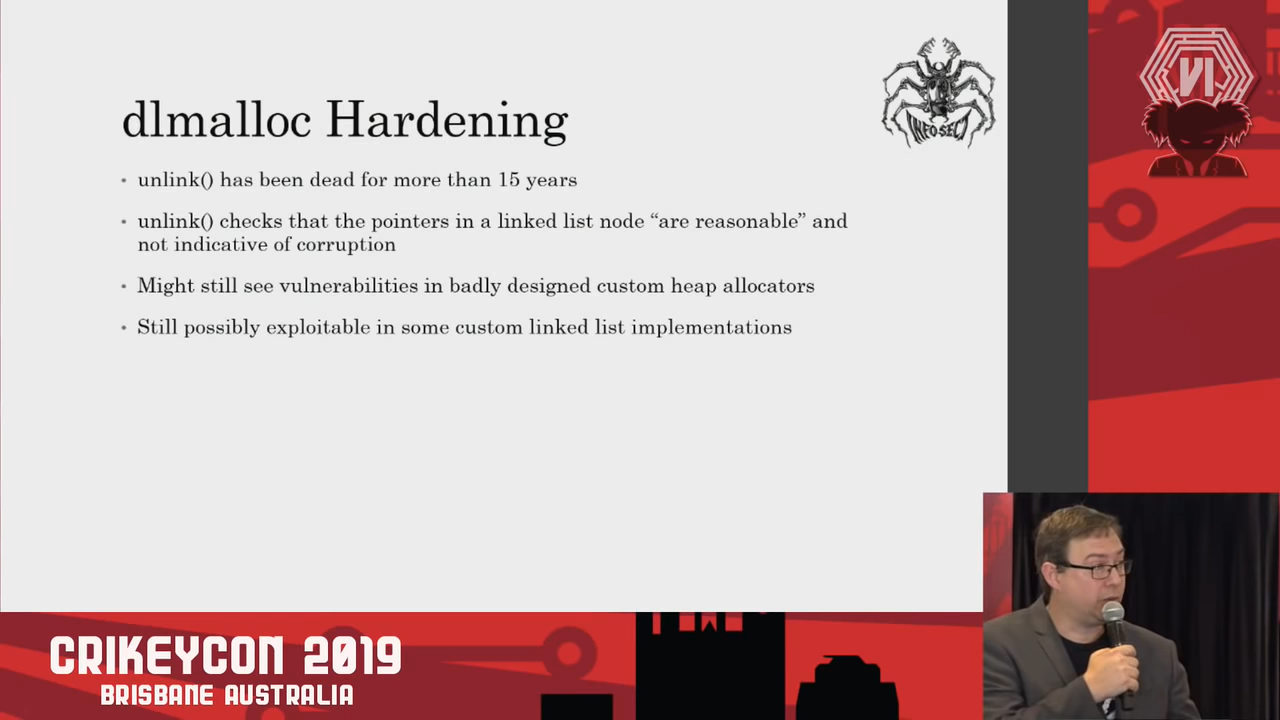 dlmalloc Hardening
INFOSECT
VI
• unlink() has been dead for more than 15 years
• unlink() checks that the pointers in a linked list node “are reasonable” and
not indicative of corruption
• Might still see vulnerabilities in badly designed custom heap allocators
• Still possibly exploitable in some custom linked list implementations
CRIKEYCON 2019
BRISBANE AUSTRALIA